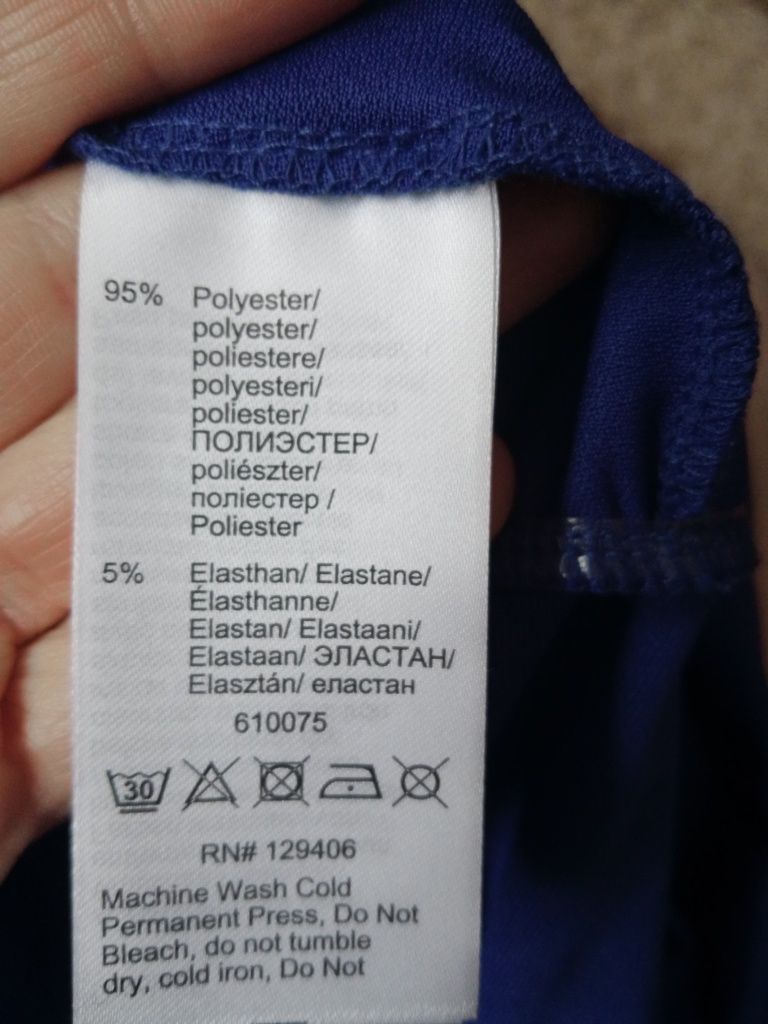 95% Polyester/
polyester/
poliestere/
polyesteri/
poliester/
ПОЛИЭСТЕР/
poliészter/
поліестер /
Poliester
5% Elasthan/ Elastane/
Élasthanne/
Elastan/ Elastaani/
Elastaan/ ЭЛАСТАН/
Elasztán/ еластан
610075
30
RN# 129406
Machine Wash Cold
Permanent Press, Do Not
Bleach, do not tumble
dry, cold iron, Do Not